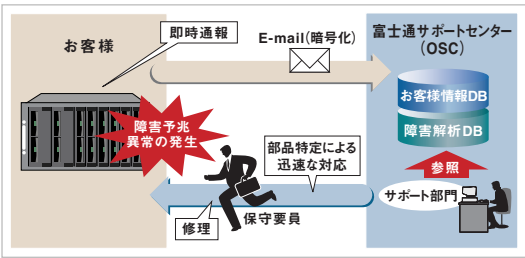 お客様
即時通報
E-mail(暗号化)
富士通サポートセンター
(OSC)
お客様情報DB
障害解析DB
障害予兆
異常の発生
部品特定による
迅速な対応
参照
サポート部門
修理
保守要員